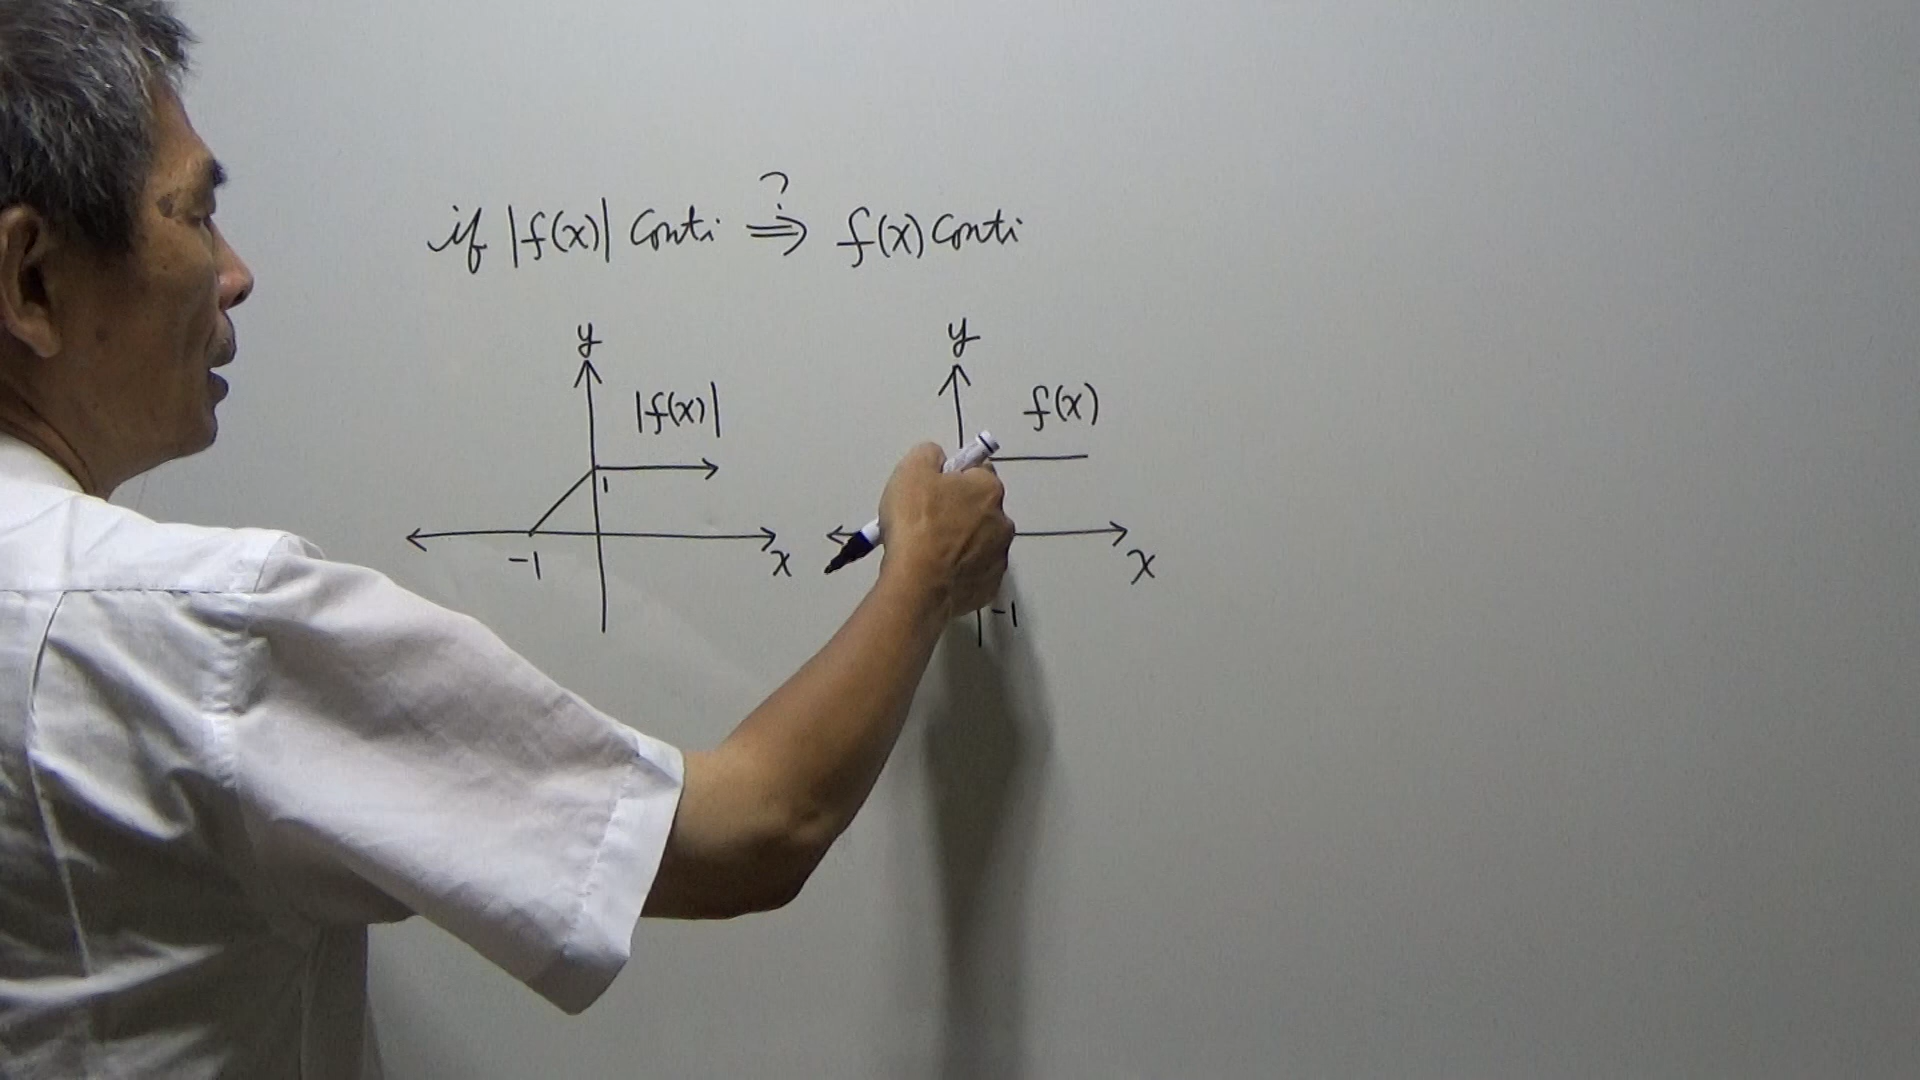 if |f(x)| Conti ?⇒ f(x) Conti
y
|f(x)|
1
-1
x
y
f(x)
x
-1